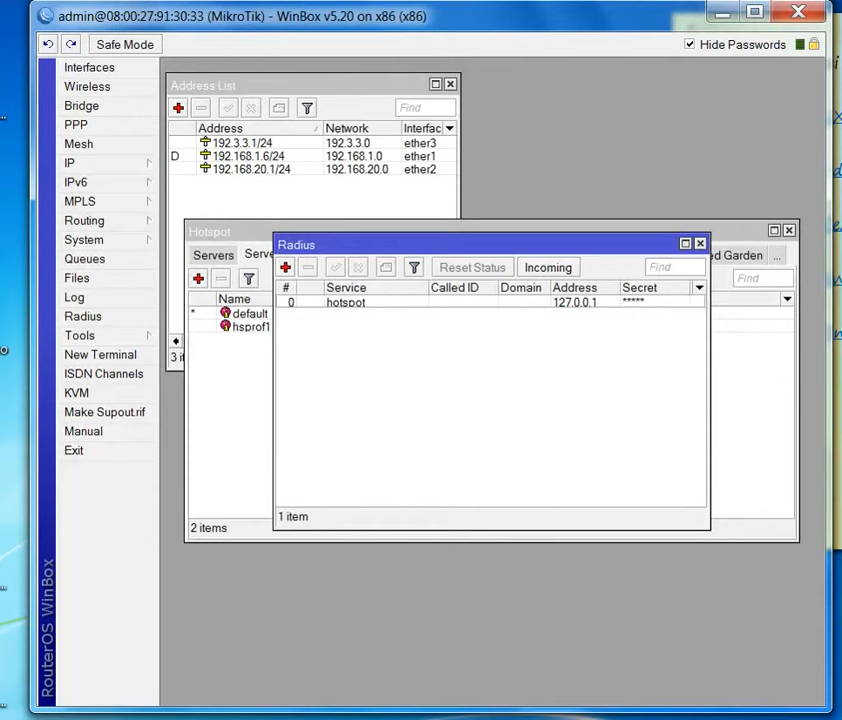 admin@08:00:27:91:30:33 (MikroTik) - WinBox v5.20 on x86 (x86)
Safe Mode
Hide Passwords
Interfaces
Wireless
Bridge
PPP
Mesh
IP
IPv6
MPLS
Routing
System
Queues
Files
Log
Radius
Tools
New Terminal
ISDN Channels
KVM
Make Supout.rif
Manual
Exit
RouterOS WinBox
Address List
Find
Address Network Interfac
192.3.3.1/24 192.3.3.0 ether3
D 192.168.1.6/24 192.168.1.0 ether1
192.168.20.1/24 192.168.20.0 ether2
3 it
Hotspot
Servers Serve ed Garden ...
Find
Name
* default
hsprof1
2 items
Radius
Reset Status Incoming Find
# Service Called ID Domain Address Secret
0 hotspot 127.0.0.1 *****
1 item